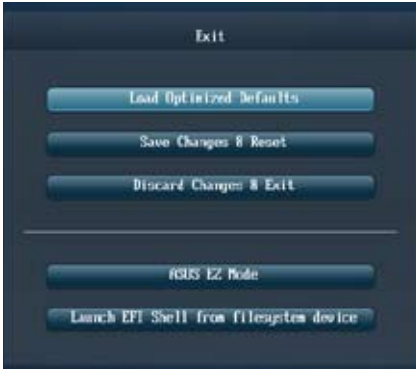 Exit
Load Optimized Defaults
Save Changes & Reset
Discard Changes & Exit
ASUS EZ Mode
Launch EFI Shell from filesystem device